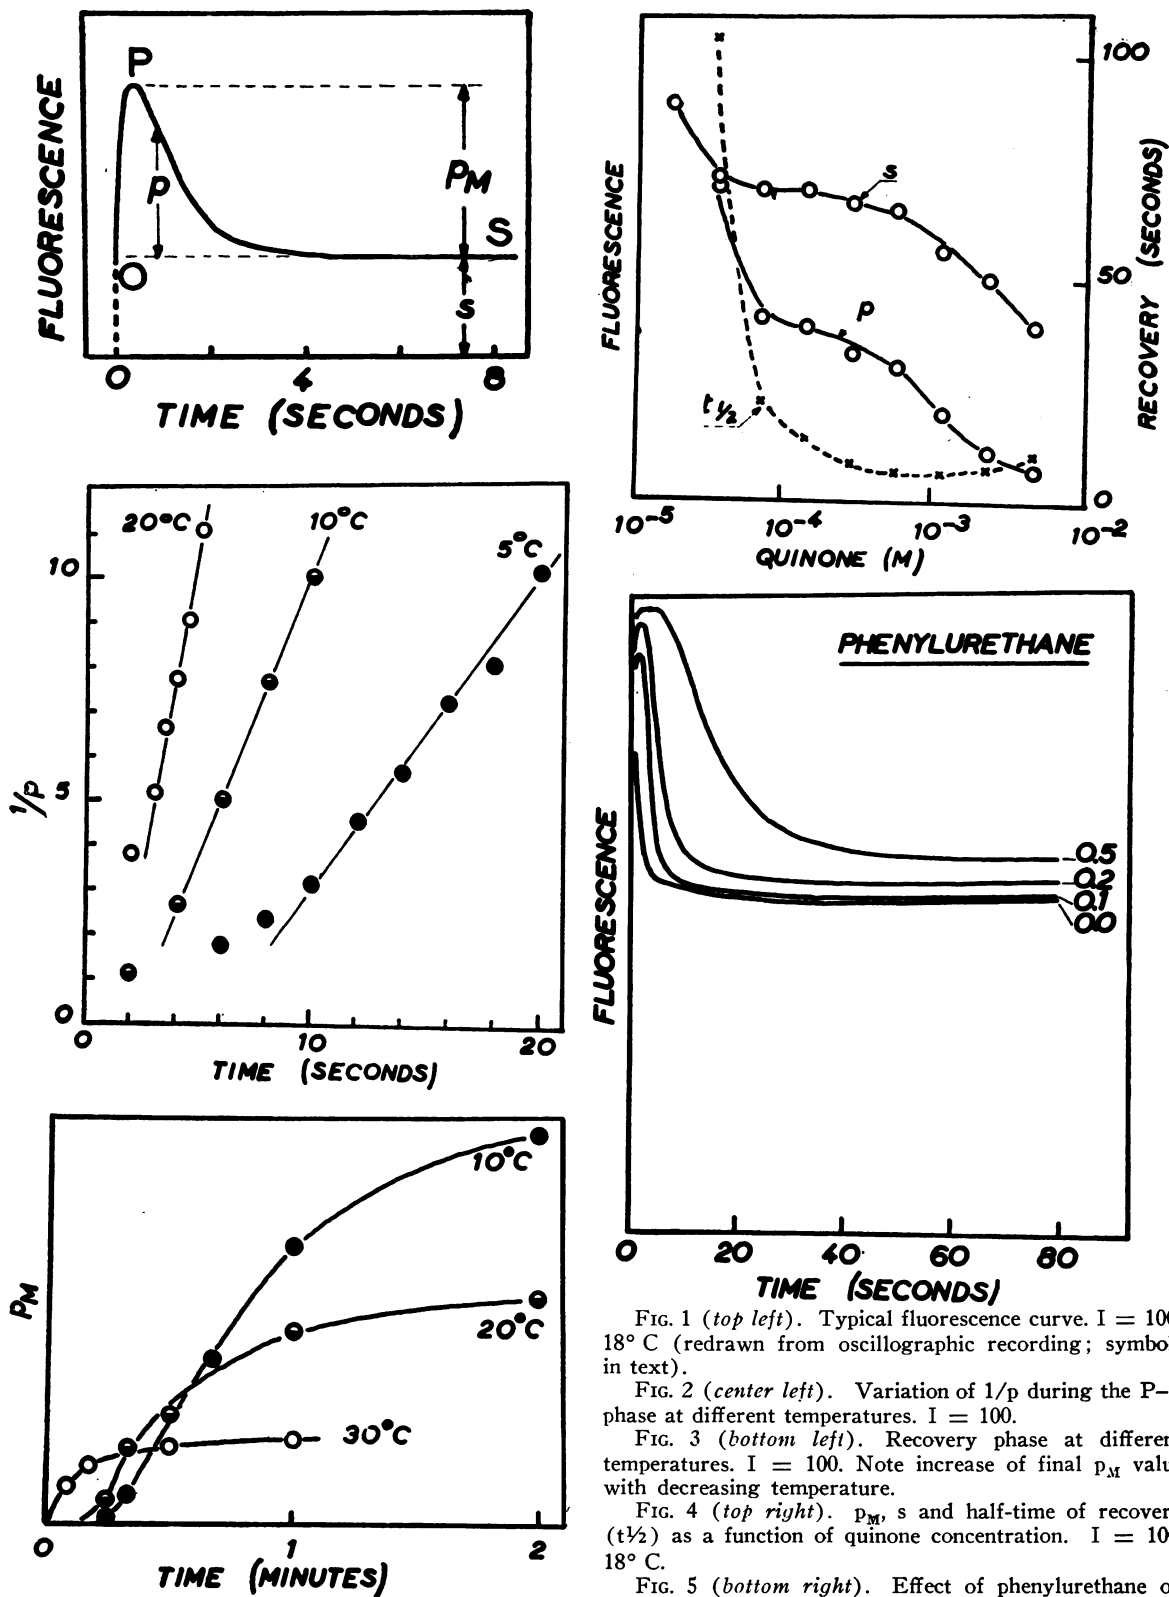 FLUORESCENCE
P
p
PM
O
S
s
0 4 8
TIME (SECONDS)
FLUORESCENCE
s
p
t ½
100
50
0
RECOVERY (SECONDS)
10-5 10-4 10-3 10-2
QUINONE (M)
20°C 10°C 5°C
10
5
0
1/p
0 10 20
TIME (SECONDS)
PHENYLURETHANE
FLUORESCENCE
0.5
0.2
0.1
0.0
0 20 40 60 80
TIME (SECONDS)
PM
10°C
20°C
30°C
0 1 2
TIME (MINUTES)
FIG. 1 (top left). Typical fluorescence curve. I = 100
18° C (redrawn from oscillographic recording; symbol
in text).
FIG. 2 (center left). Variation of 1/p during the P–
phase at different temperatures. I = 100.
FIG. 3 (bottom left). Recovery phase at differen
temperatures. I = 100. Note increase of final pM valu
with decreasing temperature.
FIG. 4 (top right). pM, s and half-time of recover
(t½) as a function of quinone concentration. I = 10
18° C.
FIG. 5 (bottom right). Effect of phenylurethane o